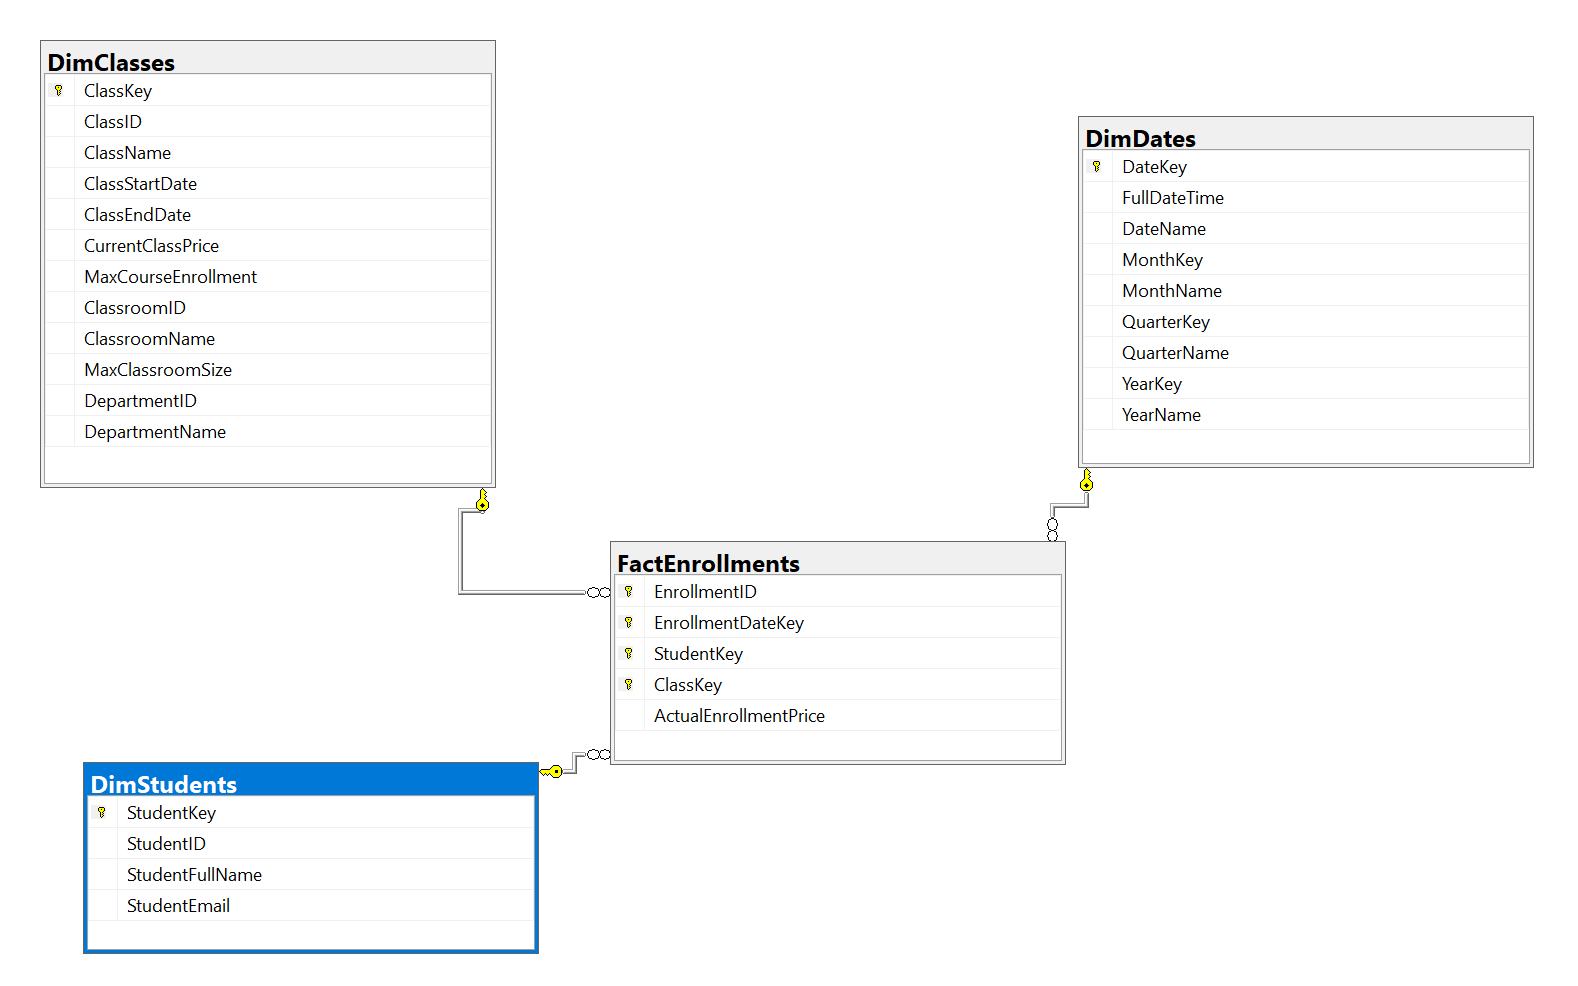 DimClasses
ClassKey
ClassID
ClassName
ClassStartDate
ClassEndDate
CurrentClassPrice
MaxCourseEnrollment
ClassroomID
ClassroomName
MaxClassroomSize
DepartmentID
DepartmentName
DimDates
DateKey
FullDateTime
DateName
MonthKey
MonthName
QuarterKey
QuarterName
YearKey
YearName
FactEnrollments
EnrollmentID
EnrollmentDateKey
StudentKey
ClassKey
ActualEnrollmentPrice
DimStudents
StudentKey
StudentID
StudentFullName
StudentEmail